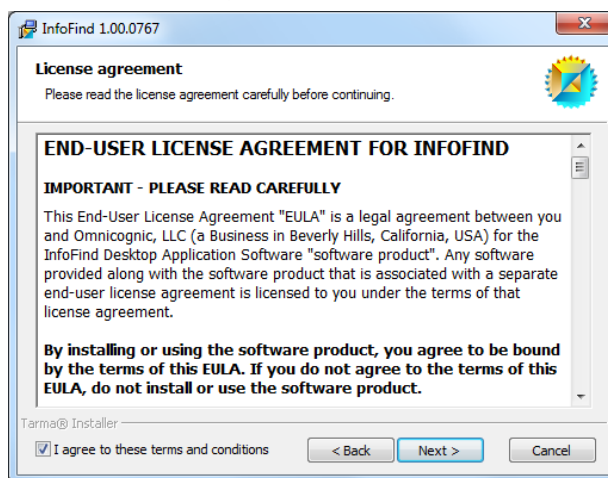 InfoFind 1.00.0767
License agreement
Please read the license agreement carefully before continuing.
END-USER LICENSE AGREEMENT FOR INFOFIND
IMPORTANT - PLEASE READ CAREFULLY
This End-User License Agreement "EULA" is a legal agreement between you
and Omnicognic, LLC (a Business in Beverly Hills, California, USA) for the
InfoFind Desktop Application Software "software product". Any software
provided along with the software product that is associated with a separate
end-user license agreement is licensed to you under the terms of that
license agreement.
By installing or using the software product, you agree to be bound
by the terms of this EULA. If you do not agree to the terms of this
EULA, do not install or use the software product.
Tarma® Installer
I agree to these terms and conditions
< Back
Next >
Cancel